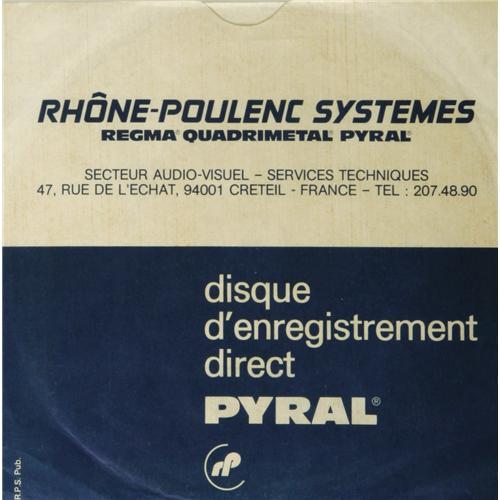 RHÔNE-POULENC SYSTEMES
REGMA® QUADRIMETAL® PYRAL®
SECTEUR AUDIO-VISUEL – SERVICES TECHNIQUES
47, RUE DE L'ECHAT, 94001 CRETEIL - FRANCE – TEL : 207.48.90
disque
d'enregistrement
direct
PYRAL®
rp
R.P.S. Pub.